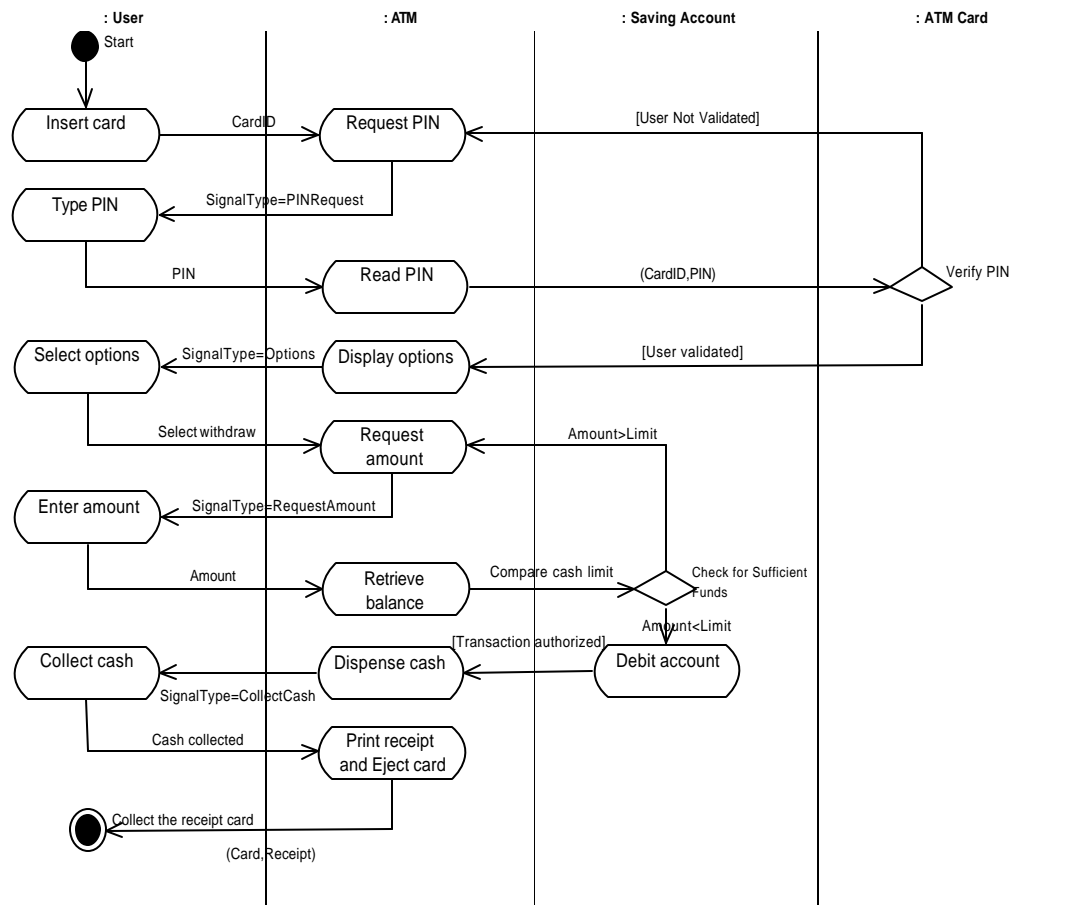 : User
: ATM
: Saving Account
: ATM Card
Start
Insert card
CardID
Request PIN
[User Not Validated]
Type PIN
SignalType=PINRequest
PIN
Read PIN
(CardID,PIN)
Verify PIN
Select options
SignalType=Options
Display options
[User validated]
Select withdraw
Request
amount
Amount>Limit
Enter amount
SignalType=RequestAmount
Amount
Retrieve
balance
Compare cash limit
Check for Sufficient
Funds
Amount<Limit
[Transaction authorized]
Collect cash
Dispense cash
Debit account
SignalType=CollectCash
Cash collected
Print receipt
and Eject card
Collect the receipt card
(Card,Receipt)